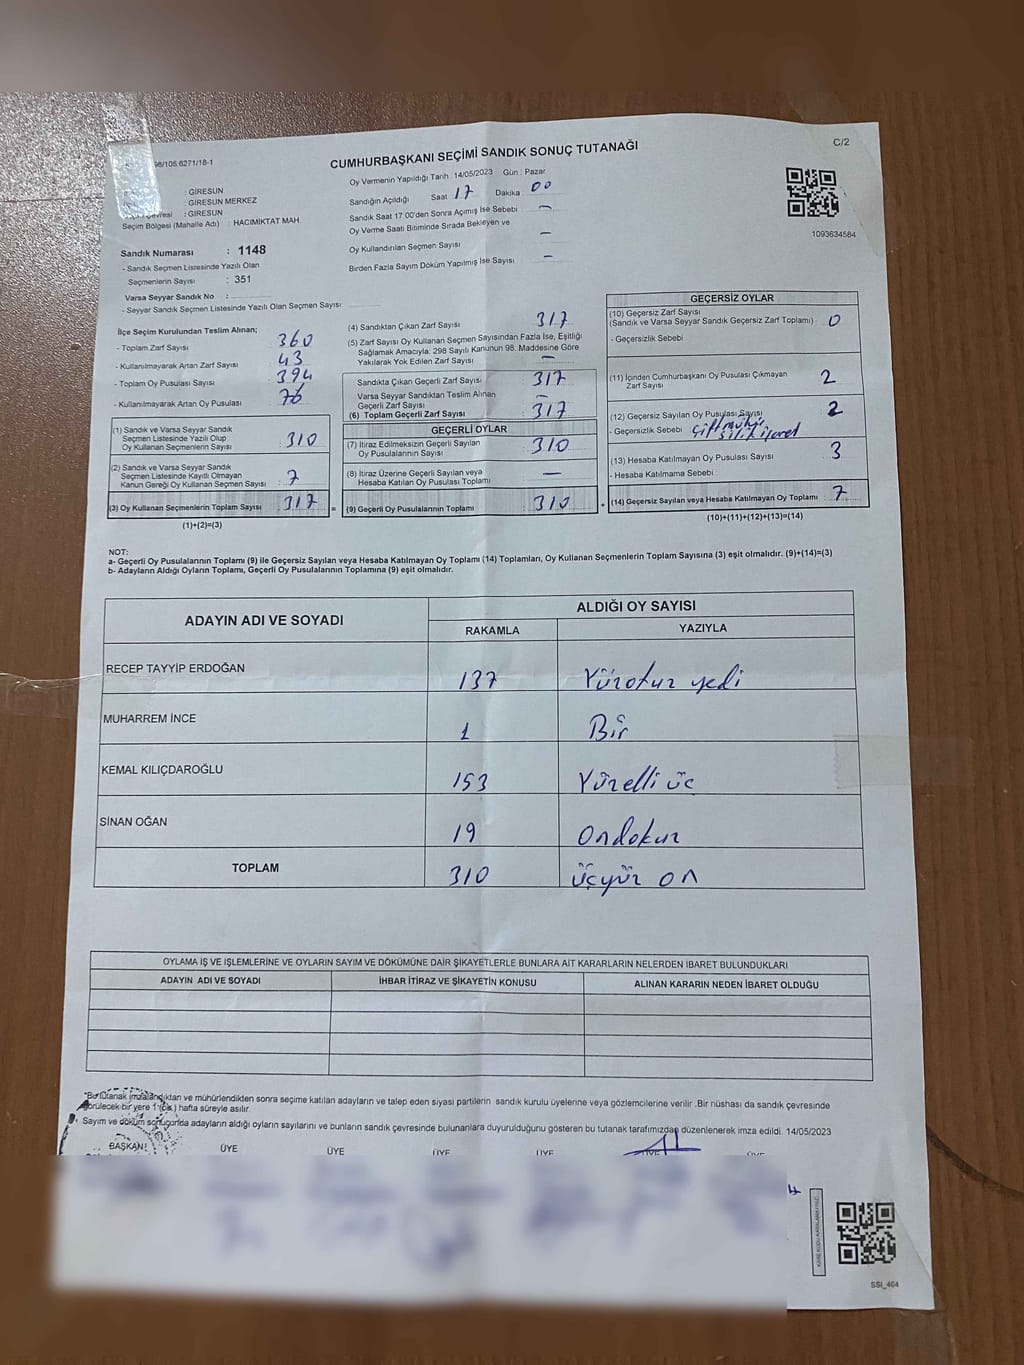 96/105.6271/18-1
CUMHURBAŞKANI SEÇİMİ SANDIK SONUÇ TUTANAĞI
C/2
: GİRESUN
: GİRESUN MERKEZ
: GİRESUN
Seçim Bölgesi (Mahalle Adı) : HACIMİKTAT MAH.
Sandık Numarası : 1148
- Sandık Seçmen Listesinde Yazılı Olan
Seçmenlerin Sayısı : 351
Varsa Seyyar Sandık No :
- Seyyar Sandık Seçmen Listesinde Yazılı Olan Seçmen Sayısı
Oy Vermenin Yapıldığı Tarih 14/05/2023 Gün : Pazar
Sandığın Açıldığı Saat 17 Dakika 00
Sandık Saat 17.00'den Sonra Açımış İse Sebebi –
Oy Verme Saati Bitiminde Sırada Bekleyen ve
Oy Kullandırılan Seçmen Sayısı –
Birden Fazla Sayım Döküm Yapılmış İse Sayısı –
1093634584
İlçe Seçim Kurulundan Teslim Alınan;
- Toplam Zarf Sayısı 360
- Kullanılmayarak Artan Zarf Sayısı 43
- Toplam Oy Pusulası Sayısı 394
- Kullanılmayarak Artan Oy Pusulası 76
(1) Sandık ve Varsa Seyyar Sandık
Seçmen Listesinde Yazılı Olup
Oy Kullanan Seçmenlerin Sayısı 310
(2) Sandık ve Varsa Seyyar Sandık
Seçmen Listesinde Kayıtlı Olmayan
Kanun Gereği Oy Kullanan Seçmen Sayısı 7
(3) Oy Kullanan Seçmenlerin Toplam Sayısı 317 =
(1)+(2)=(3)
(4) Sandıktan Çıkan Zarf Sayısı 317
(5) Zarf Sayısı Oy Kullanan Seçmen Sayısından Fazla İse, Eşitliği
Sağlamak Amacıyla, 298 Sayılı Kanunun 98. Maddesine Göre
Yakılarak Yok Edilen Zarf Sayısı –
Sandıkta Çıkan Geçerli Zarf Sayısı 317
Varsa Seyyar Sandıktan Teslim Alınan
Geçerli Zarf Sayısı –
(6) Toplam Geçerli Zarf Sayısı 317
GEÇERLİ OYLAR
(7) İtiraz Edilmeksizin Geçerli Sayılan
Oy Pusulalarının Sayısı 310
(8) İtiraz Üzerine Geçerli Sayılan veya
Hesaba Katılan Oy Pusulası Toplamı —
(9) Geçerli Oy Pusulalarının Toplamı 310 +
GEÇERSİZ OYLAR
(10) Geçersiz Zarf Sayısı
(Sandık ve Varsa Seyyar Sandık Geçersiz Zarf Toplamı) 0
- Geçersizlik Sebebi
(11) İçinden Cumhurbaşkanı Oy Pusulası Çıkmayan
Zarf Sayısı 2
(12) Geçersiz Sayılan Oy Pusulası Sayısı 2
- Geçersizlik Sebebi Çift mühür
silik işaret
(13) Hesaba Katılmayan Oy Pusulası Sayısı 3
- Hesaba Katılmama Sebebi
(14) Geçersiz Sayılan veya Hesaba Katılmayan Oy Toplamı 7
(10)+(11)+(12)+(13)=(14)
NOT:
a- Geçerli Oy Pusulalarının Toplamı (9) ile Geçersiz Sayılan veya Hesaba Katılmayan Oy Toplamı (14) Toplamları, Oy Kullanan Seçmenlerin Toplam Sayısına (3) eşit olmalıdır. (9)+(14)=(3)
b- Adayların Aldığı Oyların Toplamı, Geçerli Oy Pusulalarının Toplamına (9) eşit olmalıdır.
ADAYIN ADI VE SOYADI ALDIĞI OY SAYISI
RAKAMLA YAZIYLA
RECEP TAYYİP ERDOĞAN 137 Yüzotuz yedi
MUHARREM İNCE 1 Bir
KEMAL KILIÇDAROĞLU 153 Yüzelli üç
SİNAN OĞAN 19 Ondokuz
TOPLAM 310 üçyüz on
OYLAMA İŞ VE İŞLEMLERİNE VE OYLARIN SAYIM VE DÖKÜMÜNE DAİR ŞİKAYETLERLE BUNLARA AİT KARARLARIN NELERDEN İBARET BULUNDUKLARI
ADAYIN ADI VE SOYADI İHBAR İTİRAZ VE ŞİKAYETİN KONUSU ALINAN KARARIN NEDEN İBARET OLDUĞU
*Bu tutanak imzalandıktan ve mühürlendikten sonra seçime katılan adayların ve talep eden siyasi partilerin sandık kurulu üyelerine veya gözlemcilerine verilir. Bir nüshası da sandık çevresinde
görülecek bir yere 1 (bir) hafta süreyle asılır.
Sayım ve döküm sonucunda adayların aldığı oyların sayılarını ve bunların sandık çevresinde bulunanlara duyurulduğunu gösteren bu tutanak tarafımızdan düzenlenerek imza edildi. 14/05/2023
BAŞKAN ÜYE ÜYE ÜYE ÜYE ÜYE ÜYE
SSI_464